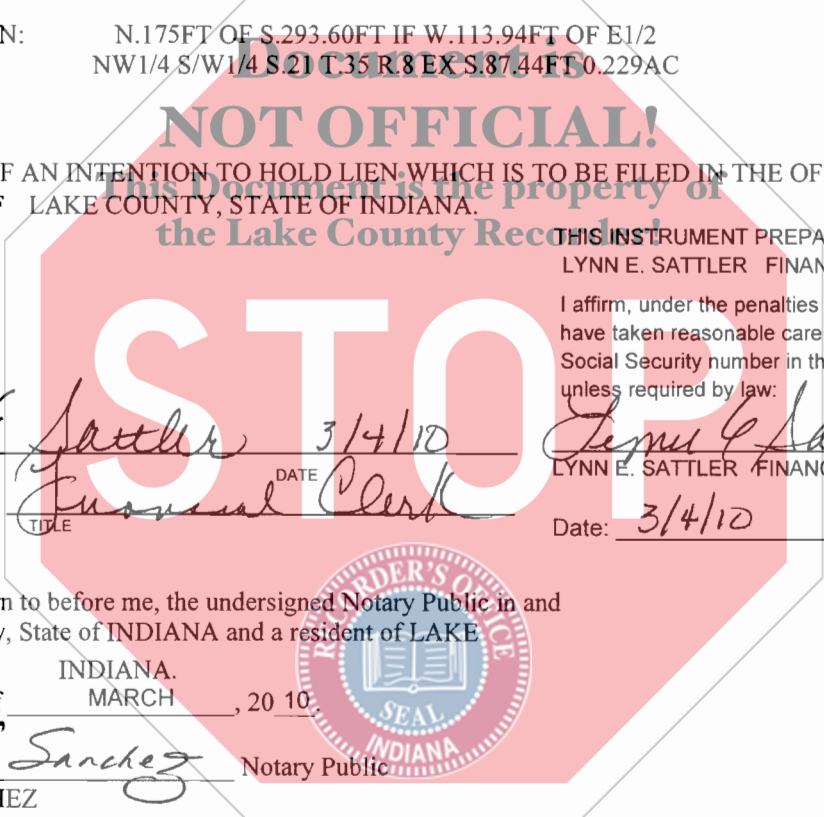 N: N.175FT OF S.293.60FT IF W.113.94FT OF E1/2
NW1/4 S/W1/4 S.21 T.35 R.8 EX S.87.44FT 0.229AC
Document is
NOT OFFICIAL!
This Document is the property of
the Lake County Recorder!
F AN INTENTION TO HOLD LIEN WHICH IS TO BE FILED IN THE OF
F LAKE COUNTY, STATE OF INDIANA.
THIS INSTRUMENT PREPA
LYNN E. SATTLER FINAN
I affirm, under the penalties
have taken reasonable care
Social Security number in th
unless required by law:
STOP
Sattler 3/4/10
DATE
Financial Clerk
TITLE
Lynn E Sa
LYNN E. SATTLER FINANC
Date: 3/4/10
n to before me, the undersigned Notary Public in and
y, State of INDIANA and a resident of LAKE
INDIANA.
f MARCH, 20 10.
Sanchez Notary Public
IEZ
RECORDER'S OFFICE
SEAL
INDIANA